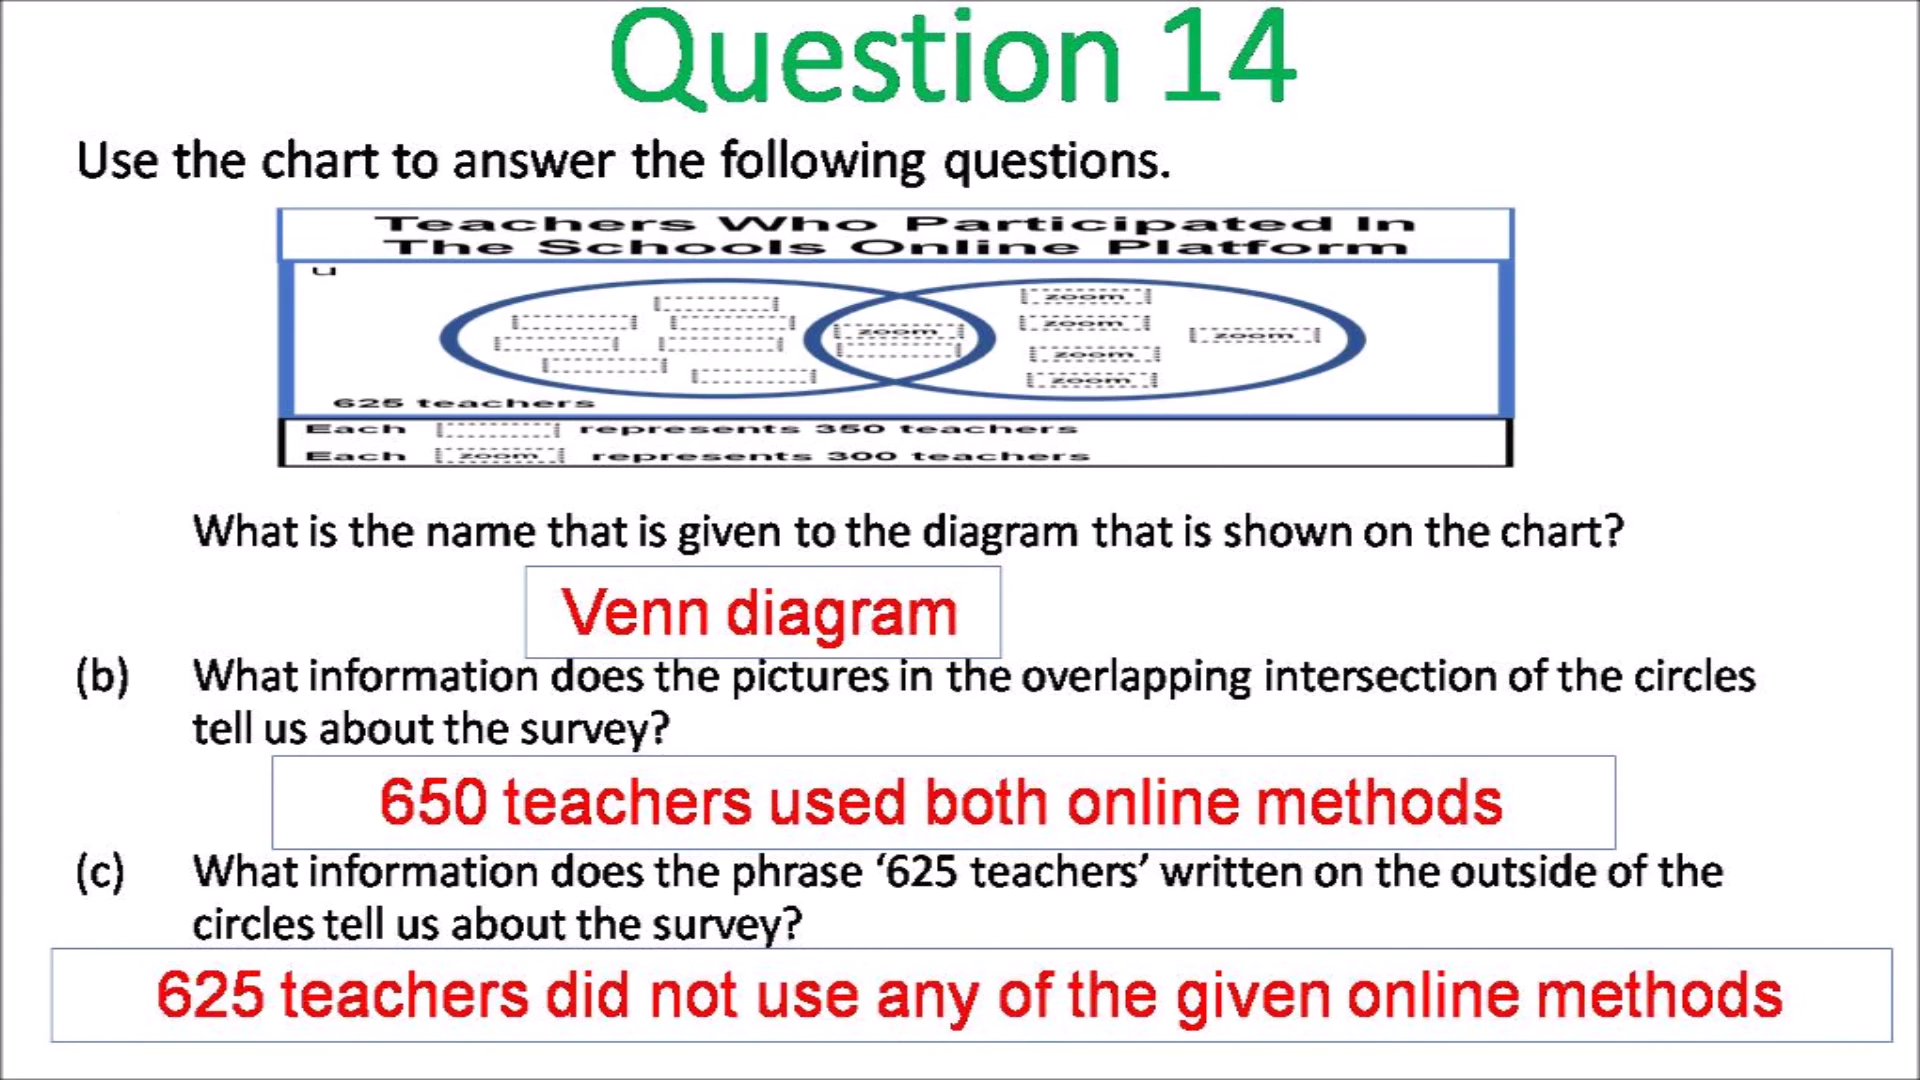 Question 14
Use the chart to answer the following questions.
Teachers Who Participated In
The Schools Online Platform
U
zoom
zoom
zoom
zoom
zoom
zoom
625 teachers
Each represents 350 teachers
Each zoom represents 300 teachers
What is the name that is given to the diagram that is shown on the chart?
Venn diagram
(b) What information does the pictures in the overlapping intersection of the circles
tell us about the survey?
650 teachers used both online methods
(c) What information does the phrase ‘625 teachers’ written on the outside of the
circles tell us about the survey?
625 teachers did not use any of the given online methods